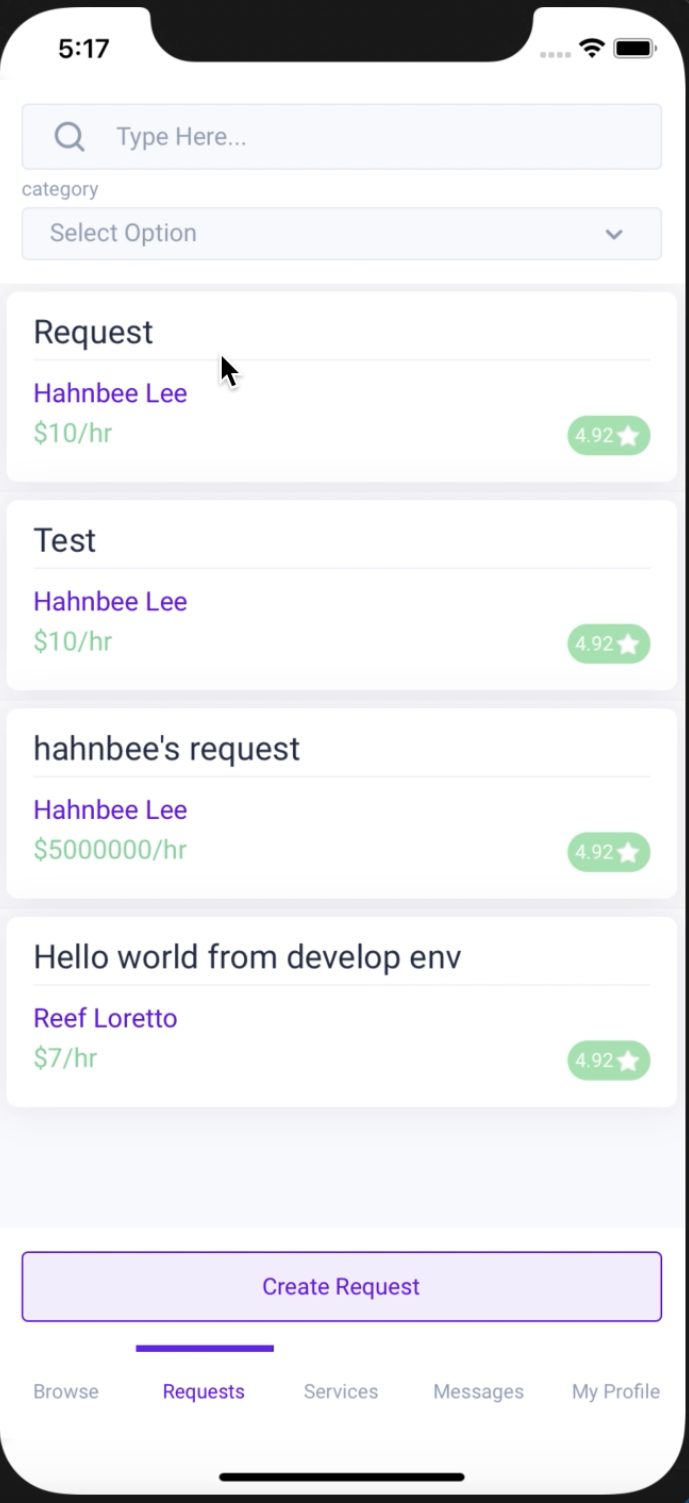 5:17
Type Here...
category
Select Option
Request
Hahnbee Lee
$10/hr
4.92
Test
Hahnbee Lee
$10/hr
4.92
hahnbee's request
Hahnbee Lee
$5000000/hr
4.92
Hello world from develop env
Reef Loretto
$7/hr
4.92
Create Request
Browse
Requests
Services
Messages
My Profile